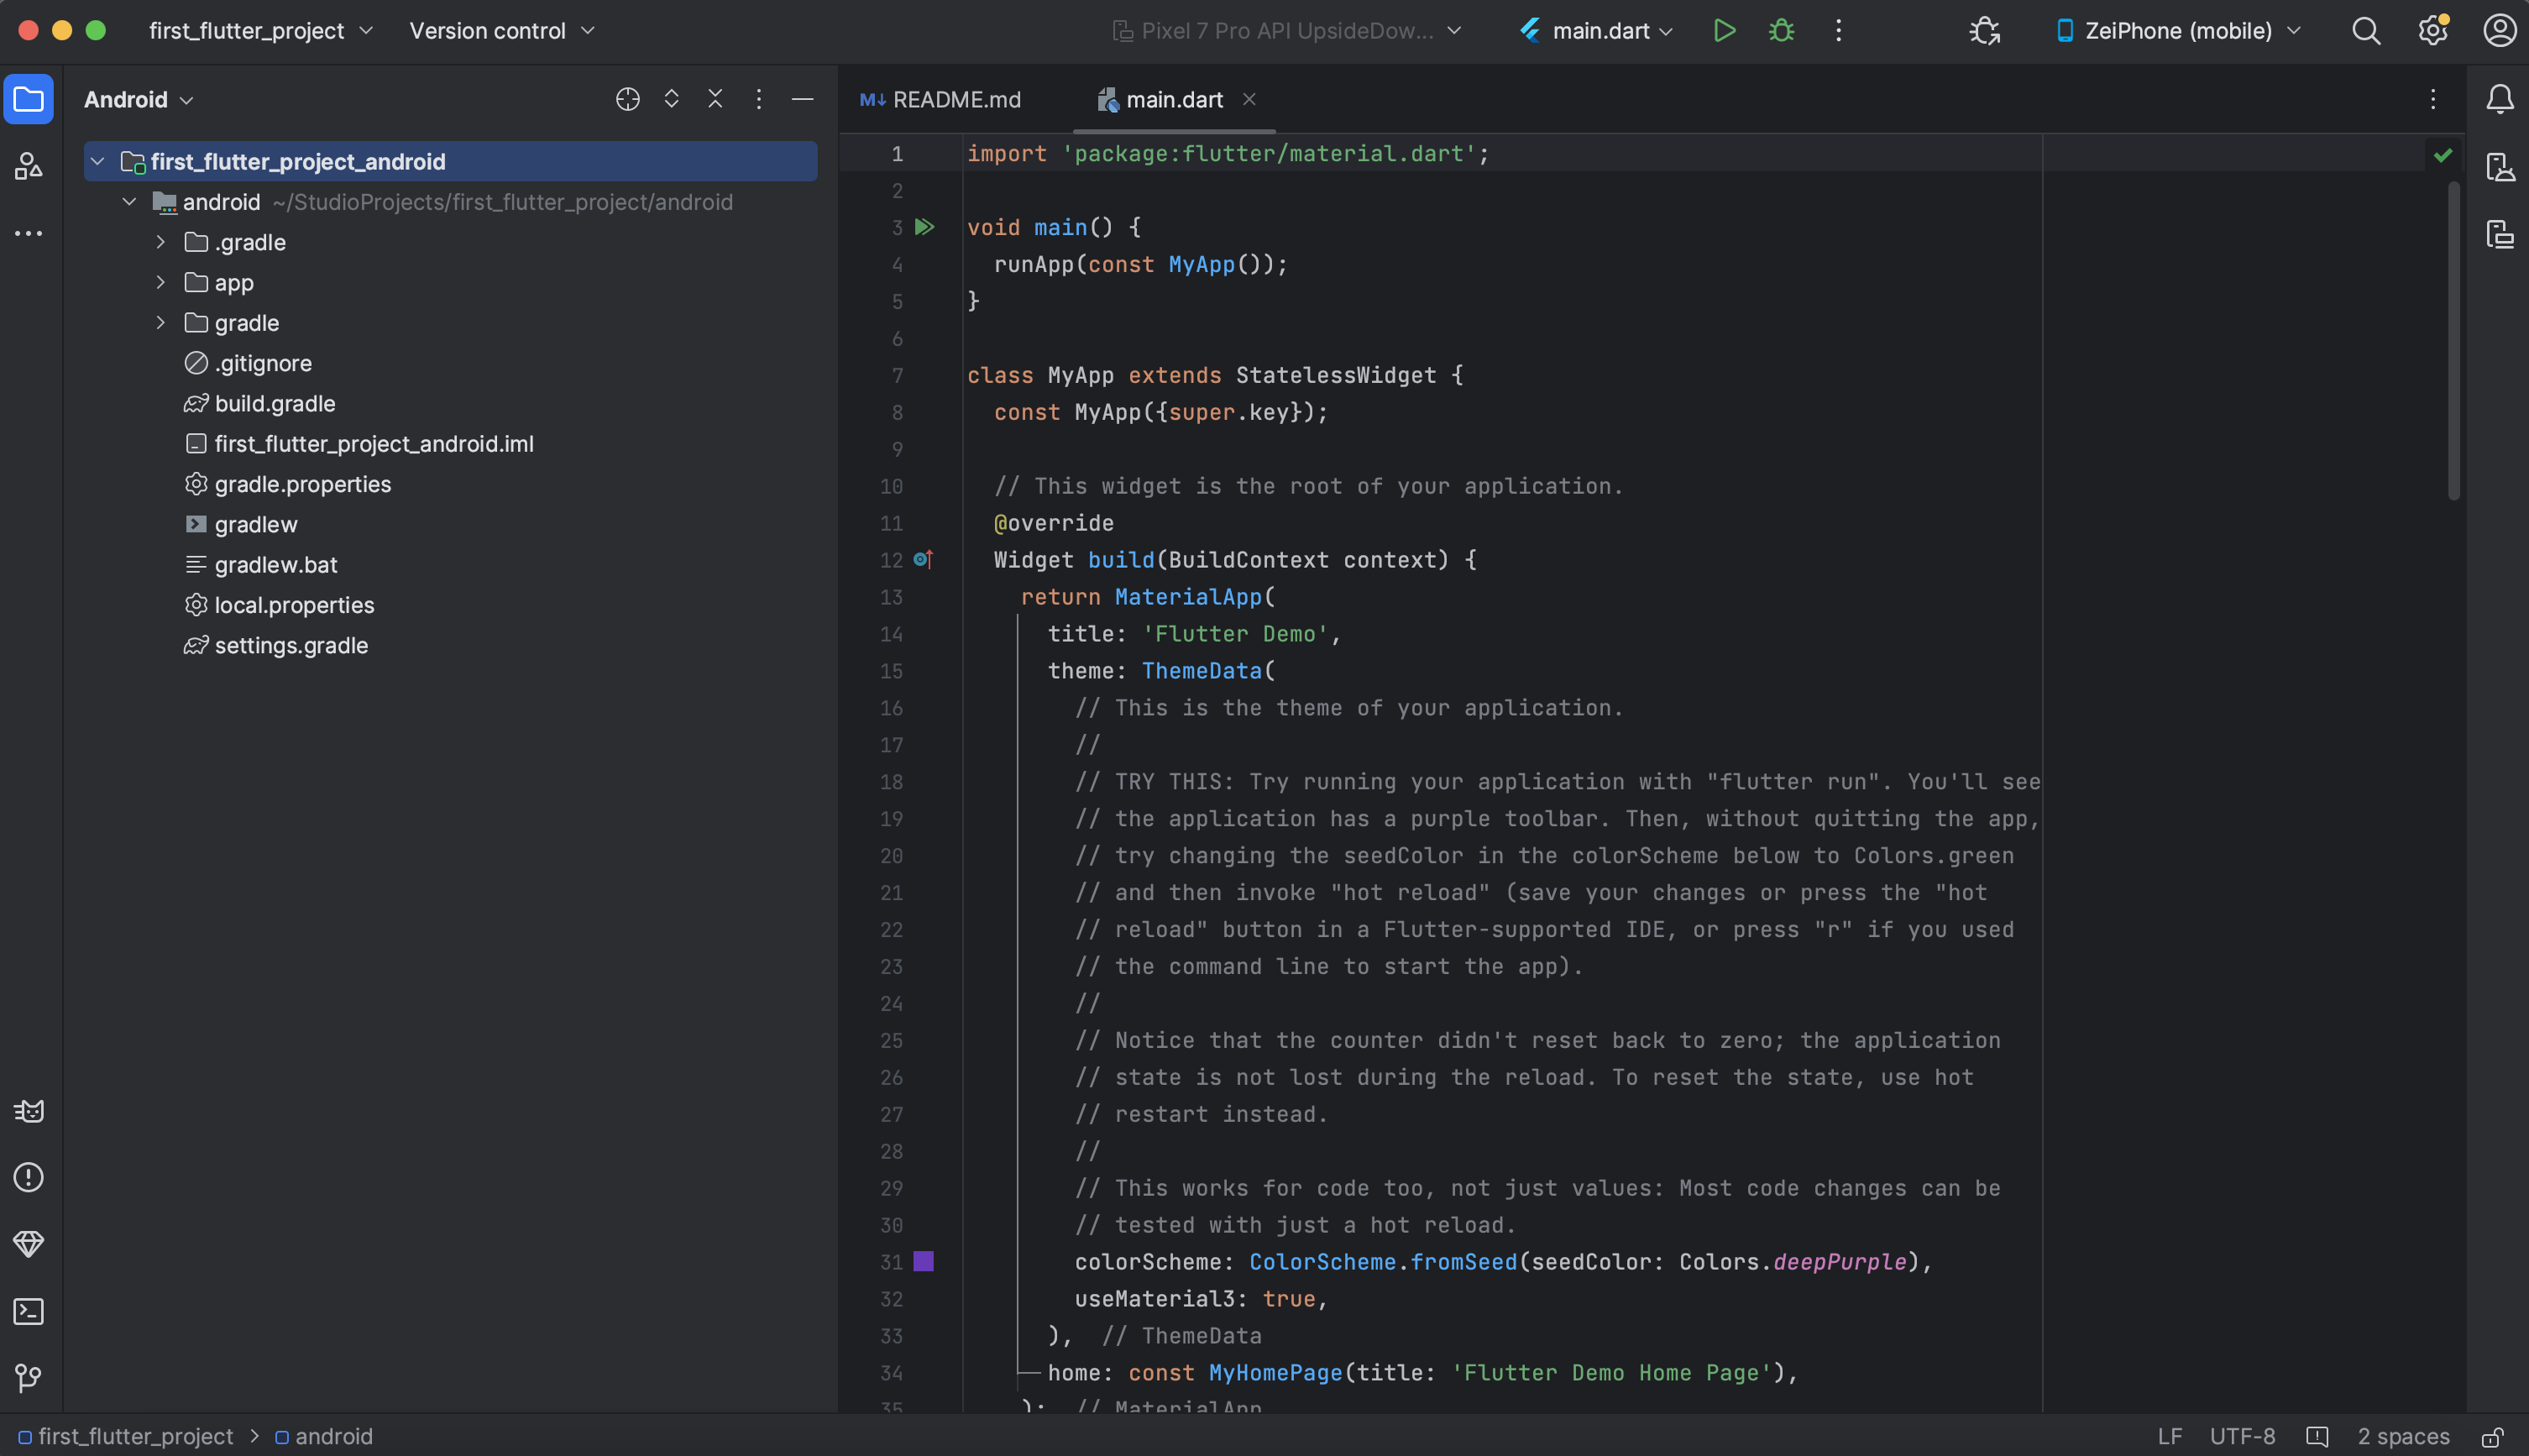 first_flutter_project
Version control
Pixel 7 Pro API UpsideDow...
main.dart
ZeiPhone (mobile)
Android
first_flutter_project_android
android ~/StudioProjects/first_flutter_project/android
.gradle
app
gradle
.gitignore
build.gradle
first_flutter_project_android.iml
gradle.properties
gradlew
gradlew.bat
local.properties
settings.gradle
M↓ README.md
main.dart
1 import 'package:flutter/material.dart';
2
3 void main() {
4 runApp(const MyApp());
5 }
6
7 class MyApp extends StatelessWidget {
8 const MyApp({super.key});
9
10 // This widget is the root of your application.
11 @override
12 Widget build(BuildContext context) {
13 return MaterialApp(
14 title: 'Flutter Demo',
15 theme: ThemeData(
16 // This is the theme of your application.
17 //
18 // TRY THIS: Try running your application with "flutter run". You'll see
19 // the application has a purple toolbar. Then, without quitting the app,
20 // try changing the seedColor in the colorScheme below to Colors.green
21 // and then invoke "hot reload" (save your changes or press the "hot
22 // reload" button in a Flutter-supported IDE, or press "r" if you used
23 // the command line to start the app).
24 //
25 // Notice that the counter didn't reset back to zero; the application
26 // state is not lost during the reload. To reset the state, use hot
27 // restart instead.
28 //
29 // This works for code too, not just values: Most code changes can be
30 // tested with just a hot reload.
31 colorScheme: ColorScheme.fromSeed(seedColor: Colors.deepPurple),
32 useMaterial3: true,
33 ), // ThemeData
34 home: const MyHomePage(title: 'Flutter Demo Home Page'),
35 ); // MaterialApp
first_flutter_project > android
LF UTF-8 2 spaces